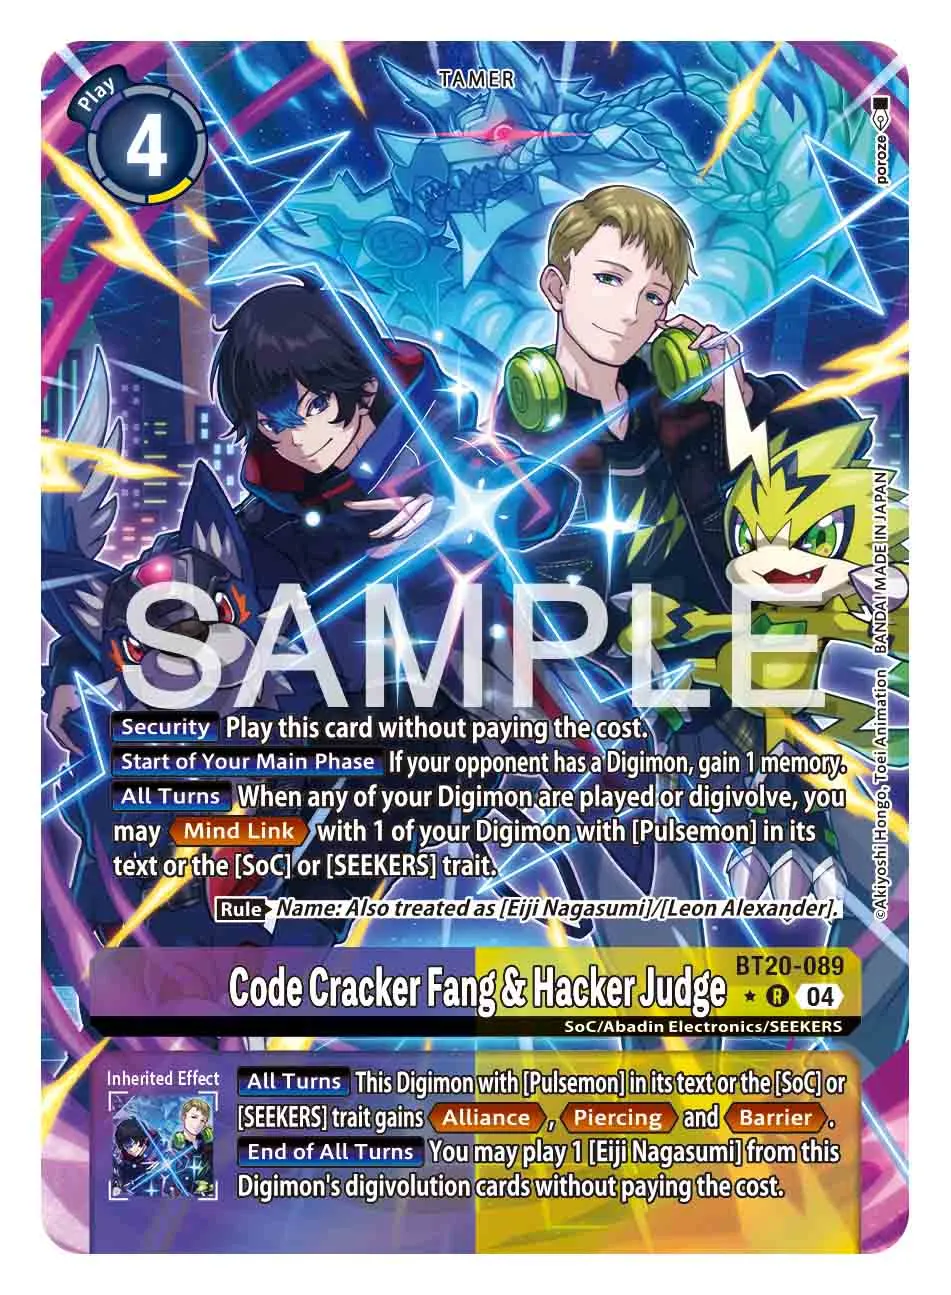 TAMER
Play
4
poroze
SAMPLE
©Akiyoshi Hongo, Toei Animation BANDAI MADE IN JAPAN
Security Play this card without paying the cost.
Start of Your Main Phase If your opponent has a Digimon, gain 1 memory.
All Turns When any of your Digimon are played or digivolve, you
may Mind Link with 1 of your Digimon with [Pulsemon] in its
text or the [SoC] or [SEEKERS] trait.
Rule Name: Also treated as [Eiji Nagasumi]/[Leon Alexander].
BT20-089
Code Cracker Fang & Hacker Judge
R 04
SoC/Abadin Electronics/SEEKERS
Inherited Effect
All Turns This Digimon with [Pulsemon] in its text or the [SoC] or
[SEEKERS] trait gains Alliance, Piercing and Barrier.
End of All Turns You may play 1 [Eiji Nagasumi] from this
Digimon's digivolution cards without paying the cost.